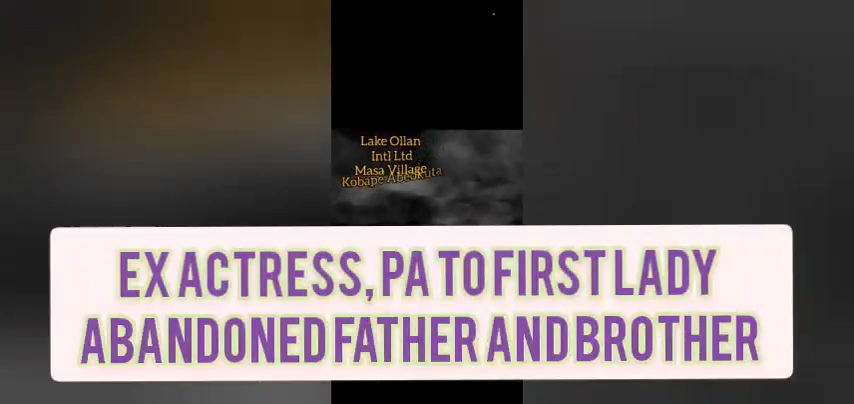 Lake Ollan
Intl Ltd
Masa Village
Kobape Abeokuta
EX ACTRESS, PA TO FIRST LADY
ABANDONED FATHER AND BROTHER